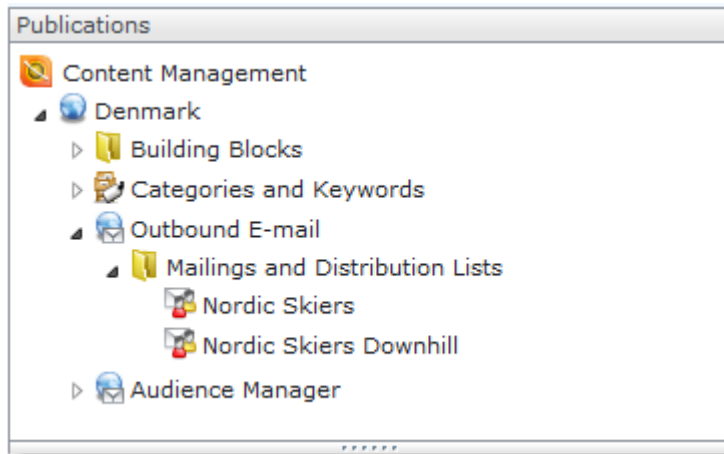 Publications
Content Management
Denmark
Building Blocks
Categories and Keywords
Outbound E-mail
Mailings and Distribution Lists
Nordic Skiers
Nordic Skiers Downhill
Audience Manager